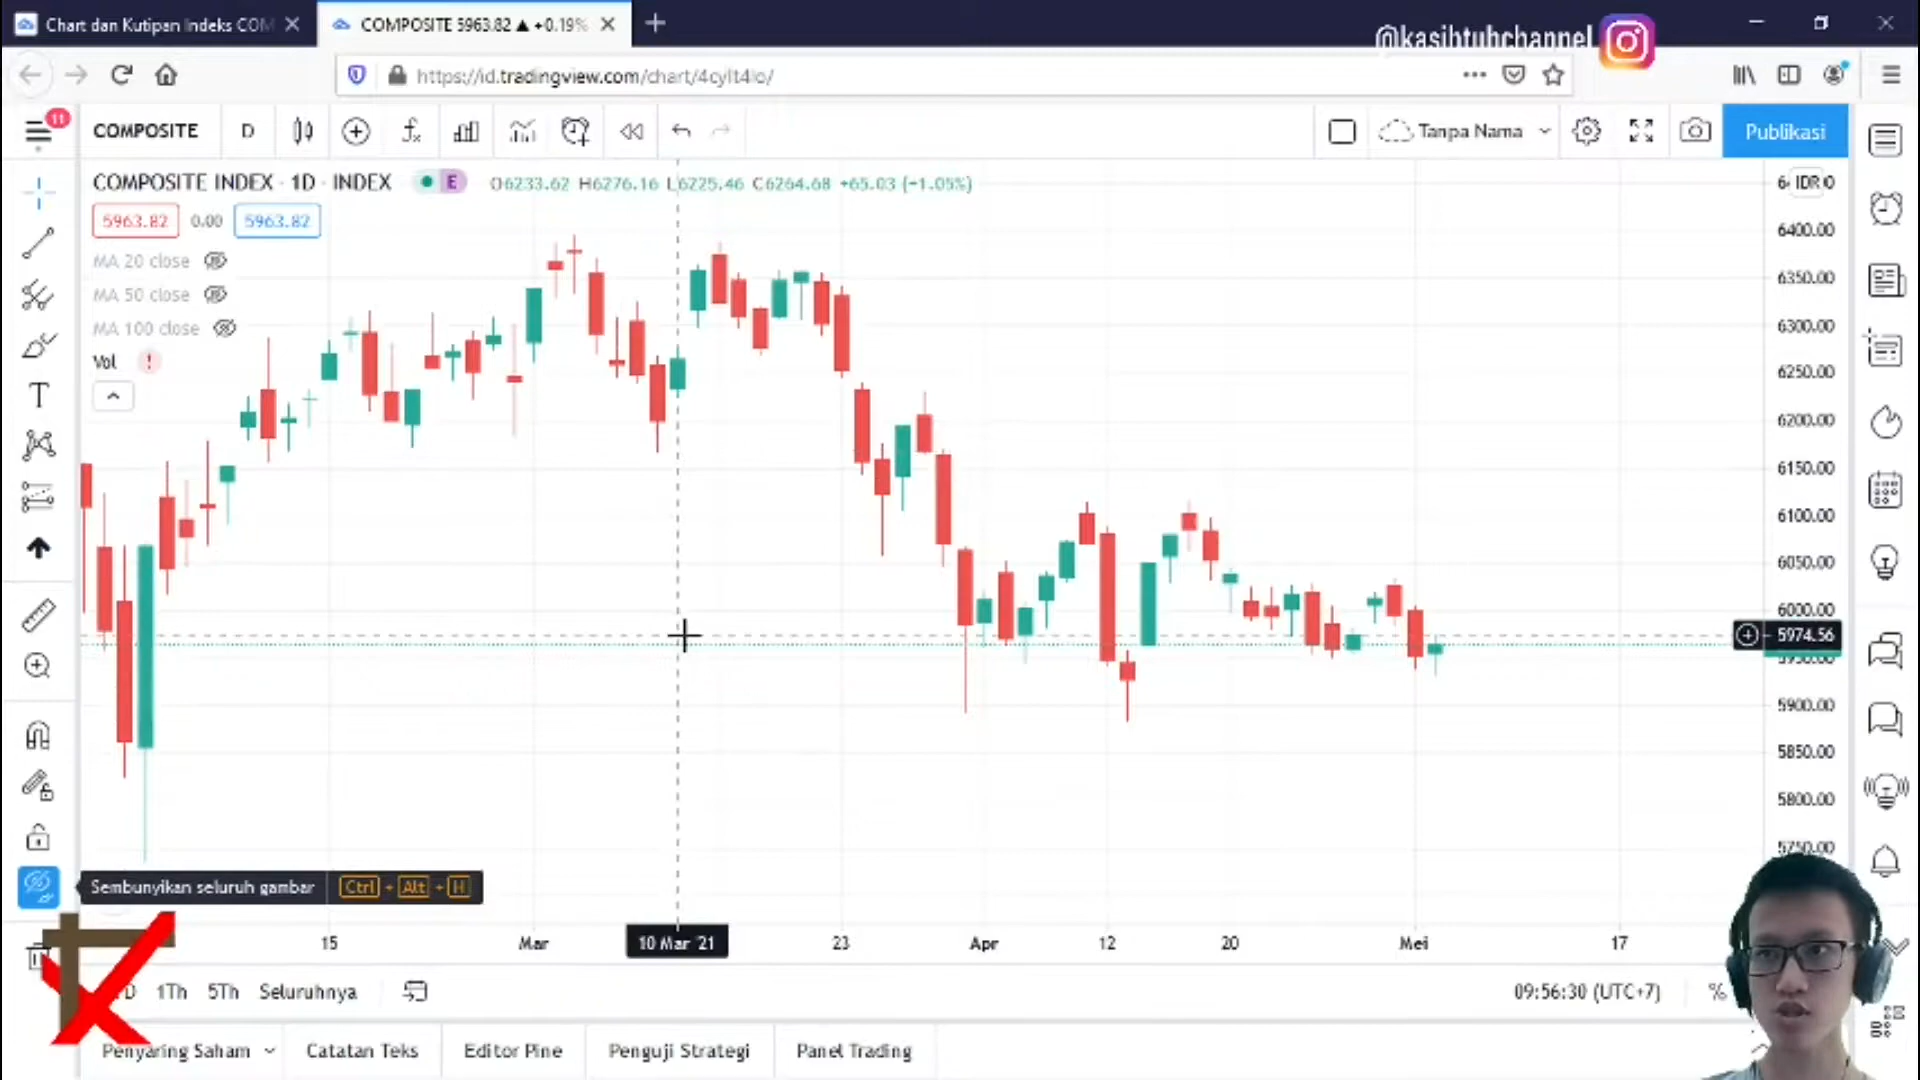 Chart dan Kutipan Indeks COM
COMPOSITE 5963.82 ▲ +0.19%
@kasihtuhchannel
https://id.tradingview.com/chart/4cylt4lo/
11
COMPOSITE
D
Tanpa Nama
Publikasi
COMPOSITE INDEX · 1D · INDEX
E
O6233.62 H6276.16 L6225.46 C6264.68 +65.03 (+1.05%)
IDR
5963.82
0.00
5963.82
MA 20 close
MA 50 close
MA 100 close
Vol
!
6400.00
6350.00
6300.00
6250.00
6200.00
6150.00
6100.00
6050.00
6000.00
5974.56
5950.00
5900.00
5850.00
5800.00
5750.00
Sembunyikan seluruh gambar
Ctrl + Alt + H
15
Mar
10 Mar '21
23
Apr
12
20
Mei
17
1Th
5Th
Seluruhnya
09:56:30 (UTC+7)
%
Penyaring Saham
Catatan Teks
Editor Pine
Penguji Strategi
Panel Trading